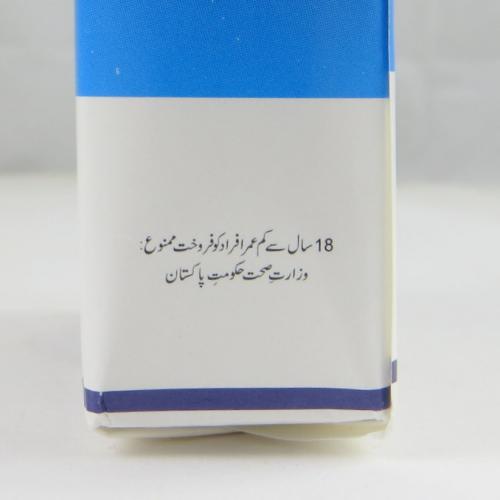 18 سال سے کم عمر افراد کو فروخت ممنوع:
وزارتِ صحت حکومتِ پاکستان